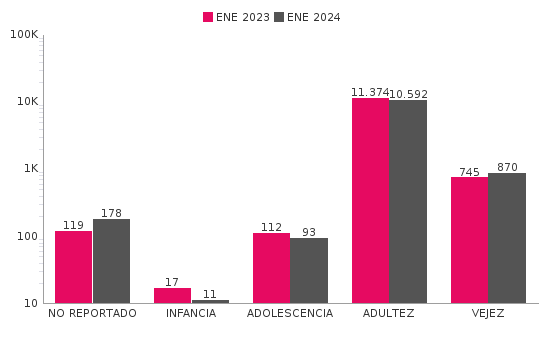 ENE 2023 ENE 2024
100K
10K
1K
100
10
119 178
17 11
112 93
11.374 10.592
745 870
NO REPORTADO INFANCIA ADOLESCENCIA ADULTEZ VEJEZ